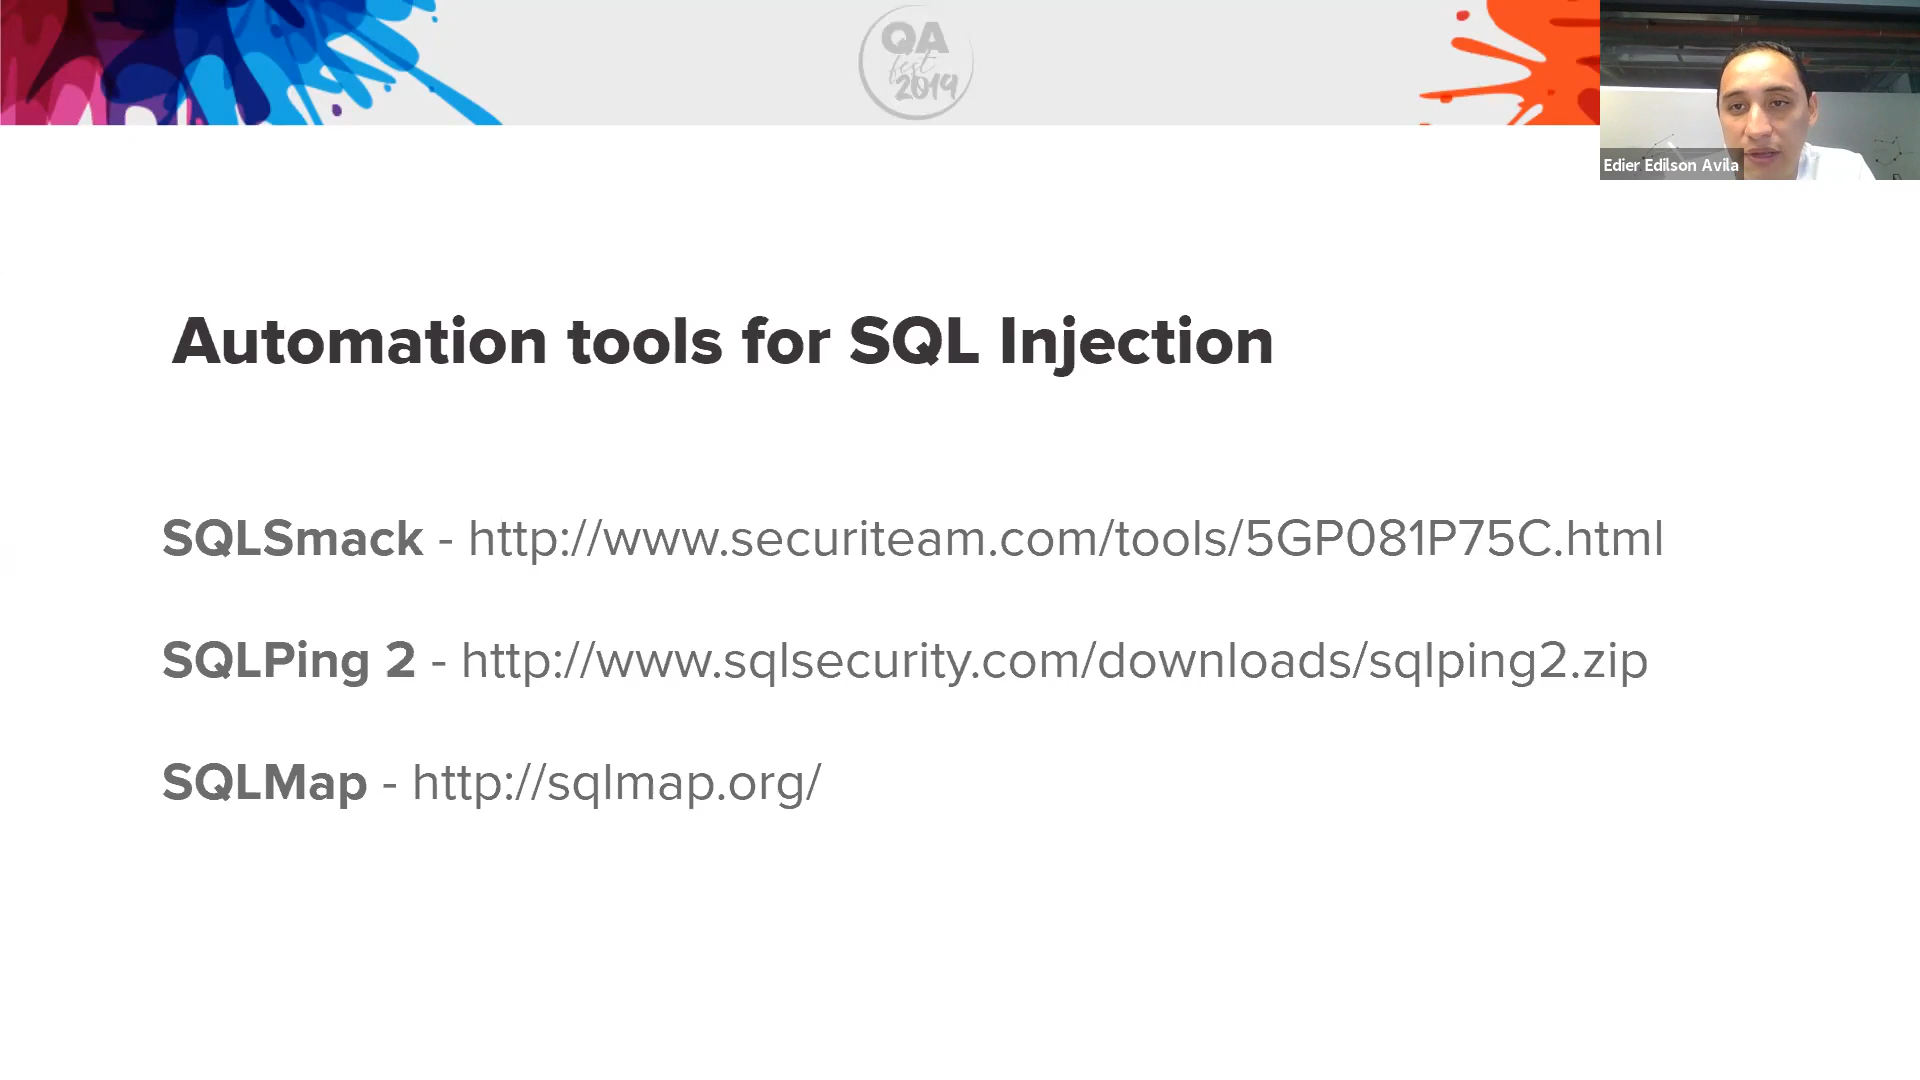 QA
fest
2019
Edier Edilson Avila
Automation tools for SQL Injection
SQLSmack - http://www.securiteam.com/tools/5GP081P75C.html
SQLPing 2 - http://www.sqlsecurity.com/downloads/sqlping2.zip
SQLMap - http://sqlmap.org/